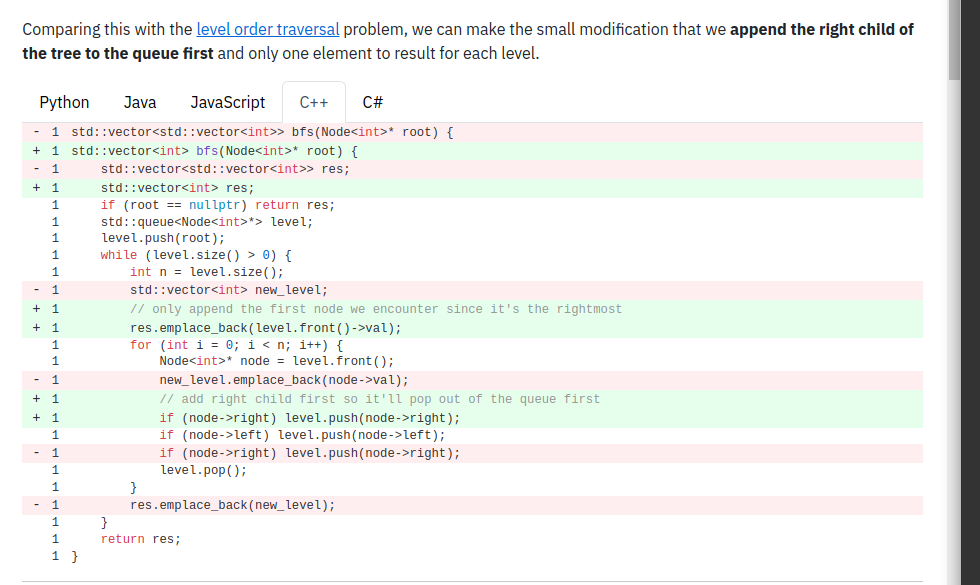 Comparing this with the level order traversal problem, we can make the small modification that we append the right child of
the tree to the queue first and only one element to result for each level.
Python Java JavaScript C++ C#
- 1 std::vector<std::vector<int>> bfs(Node<int>* root) {
+ 1 std::vector<int> bfs(Node<int>* root) {
- 1     std::vector<std::vector<int>> res;
+ 1     std::vector<int> res;
  1     if (root == nullptr) return res;
  1     std::queue<Node<int>*> level;
  1     level.push(root);
  1     while (level.size() > 0) {
  1         int n = level.size();
- 1         std::vector<int> new_level;
+ 1         // only append the first node we encounter since it's the rightmost
+ 1         res.emplace_back(level.front()->val);
  1         for (int i = 0; i < n; i++) {
  1             Node<int>* node = level.front();
- 1             new_level.emplace_back(node->val);
+ 1             // add right child first so it'll pop out of the queue first
+ 1             if (node->right) level.push(node->right);
  1             if (node->left) level.push(node->left);
- 1             if (node->right) level.push(node->right);
  1             level.pop();
  1         }
- 1         res.emplace_back(new_level);
  1     }
  1     return res;
  1 }